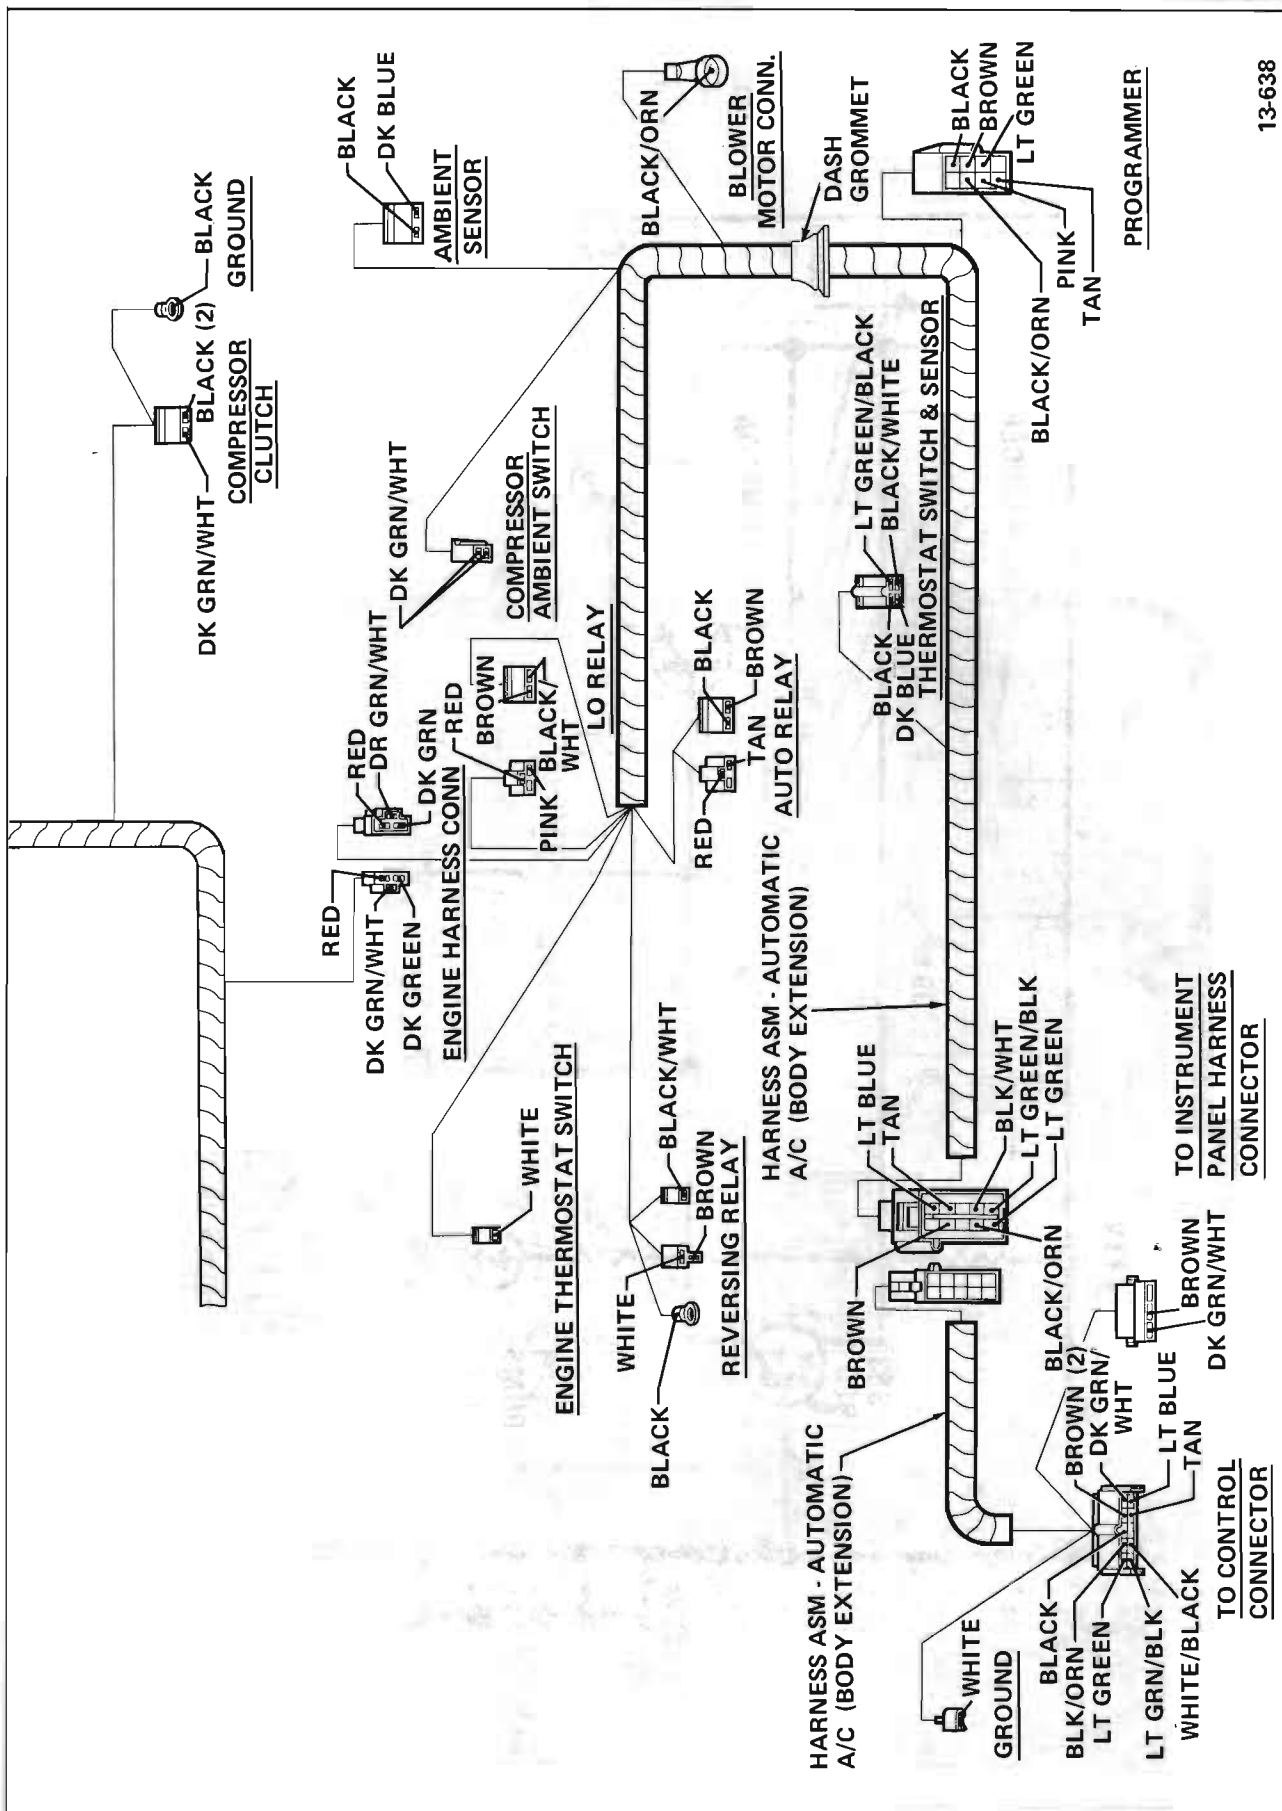 DK GRN/WHT
BLACK (2)
BLACK
COMPRESSOR
CLUTCH
GROUND
BLACK
DK BLUE
AMBIENT
SENSOR
RED
DK GRN/WHT
DK GREEN
RED
DR GRN/WHT
DK GRN
ENGINE HARNESS CONN
DK GRN/WHT
COMPRESSOR
AMBIENT SWITCH
RED
PINK
BROWN
BLACK/
WHT
LO RELAY
BLACK/ORN
BLOWER
MOTOR CONN.
WHITE
ENGINE THERMOSTAT SWITCH
BLACK
WHITE
BLACK/WHT
BROWN
REVERSING RELAY
RED
TAN
BLACK
BROWN
AUTO RELAY
DASH
GROMMET
HARNESS ASM - AUTOMATIC
A/C (BODY EXTENSION)
BLACK
DK BLUE
LT GREEN/BLACK
BLACK/WHITE
THERMOSTAT SWITCH & SENSOR
BLACK
BROWN
LT GREEN
BLACK/ORN
PINK
TAN
PROGRAMMER
BROWN
LT BLUE
TAN
BLACK/ORN
BLK/WHT
LT GREEN/BLK
LT GREEN
HARNESS ASM - AUTOMATIC
A/C (BODY EXTENSION)
WHITE
GROUND
BLACK
BLK/ORN
LT GREEN
LT GRN/BLK
WHITE/BLACK
BROWN (2)
DK GRN/
WHT
LT BLUE
TAN
TO CONTROL
CONNECTOR
BROWN
DK GRN/WHT
TO INSTRUMENT
PANEL HARNESS
CONNECTOR
13-638